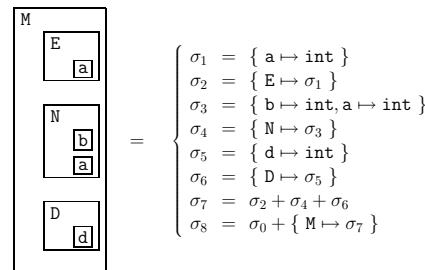 M
E
a
N
b
a
D
d
=
σ₁ = { a ↦ int }
σ₂ = { E ↦ σ₁ }
σ₃ = { b ↦ int, a ↦ int }
σ₄ = { N ↦ σ₃ }
σ₅ = { d ↦ int }
σ₆ = { D ↦ σ₅ }
σ₇ = σ₂ + σ₄ + σ₆
σ₈ = σ₀ + { M ↦ σ₇ }